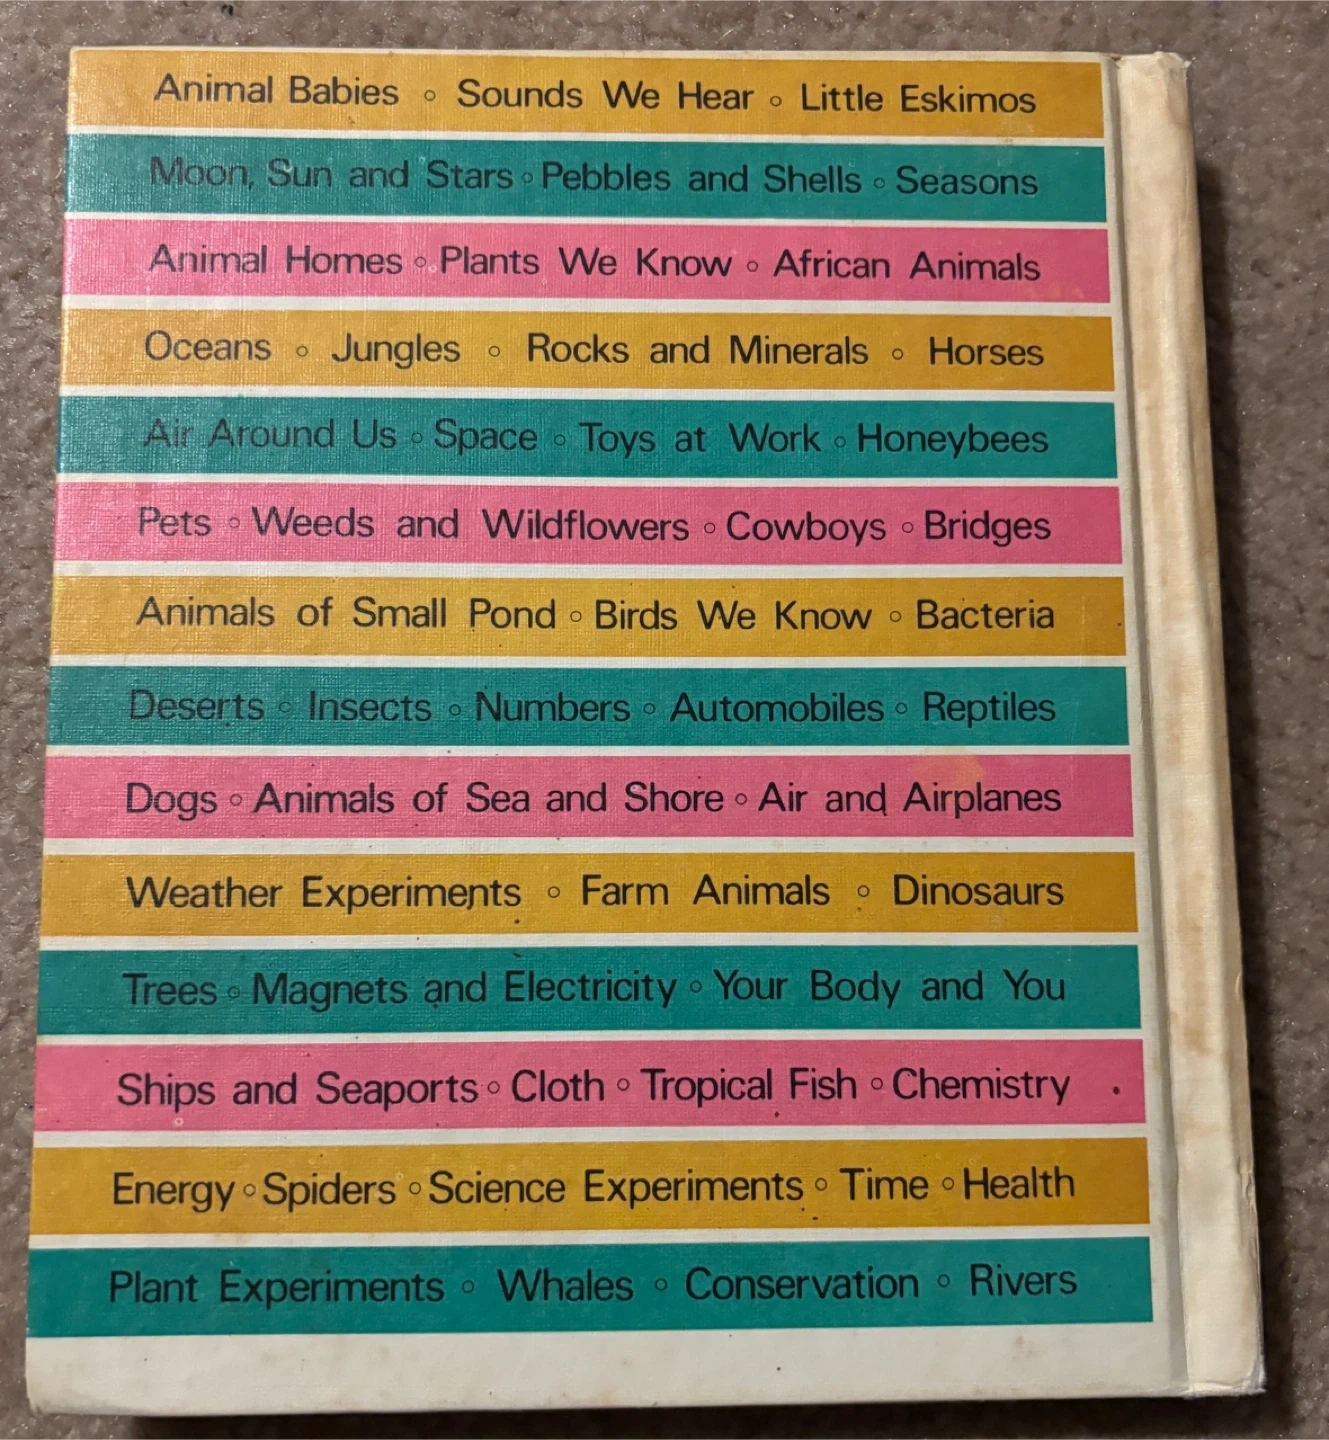 Animal Babies ◦ Sounds We Hear ◦ Little Eskimos
Moon, Sun and Stars ◦ Pebbles and Shells ◦ Seasons
Animal Homes ◦ Plants We Know ◦ African Animals
Oceans ◦ Jungles ◦ Rocks and Minerals ◦ Horses
Air Around Us ◦ Space ◦ Toys at Work ◦ Honeybees
Pets ◦ Weeds and Wildflowers ◦ Cowboys ◦ Bridges
Animals of Small Pond ◦ Birds We Know ◦ Bacteria
Deserts ◦ Insects ◦ Numbers ◦ Automobiles ◦ Reptiles
Dogs ◦ Animals of Sea and Shore ◦ Air and Airplanes
Weather Experiments ◦ Farm Animals ◦ Dinosaurs
Trees ◦ Magnets and Electricity ◦ Your Body and You
Ships and Seaports ◦ Cloth ◦ Tropical Fish ◦ Chemistry
Energy ◦ Spiders ◦ Science Experiments ◦ Time ◦ Health
Plant Experiments ◦ Whales ◦ Conservation ◦ Rivers